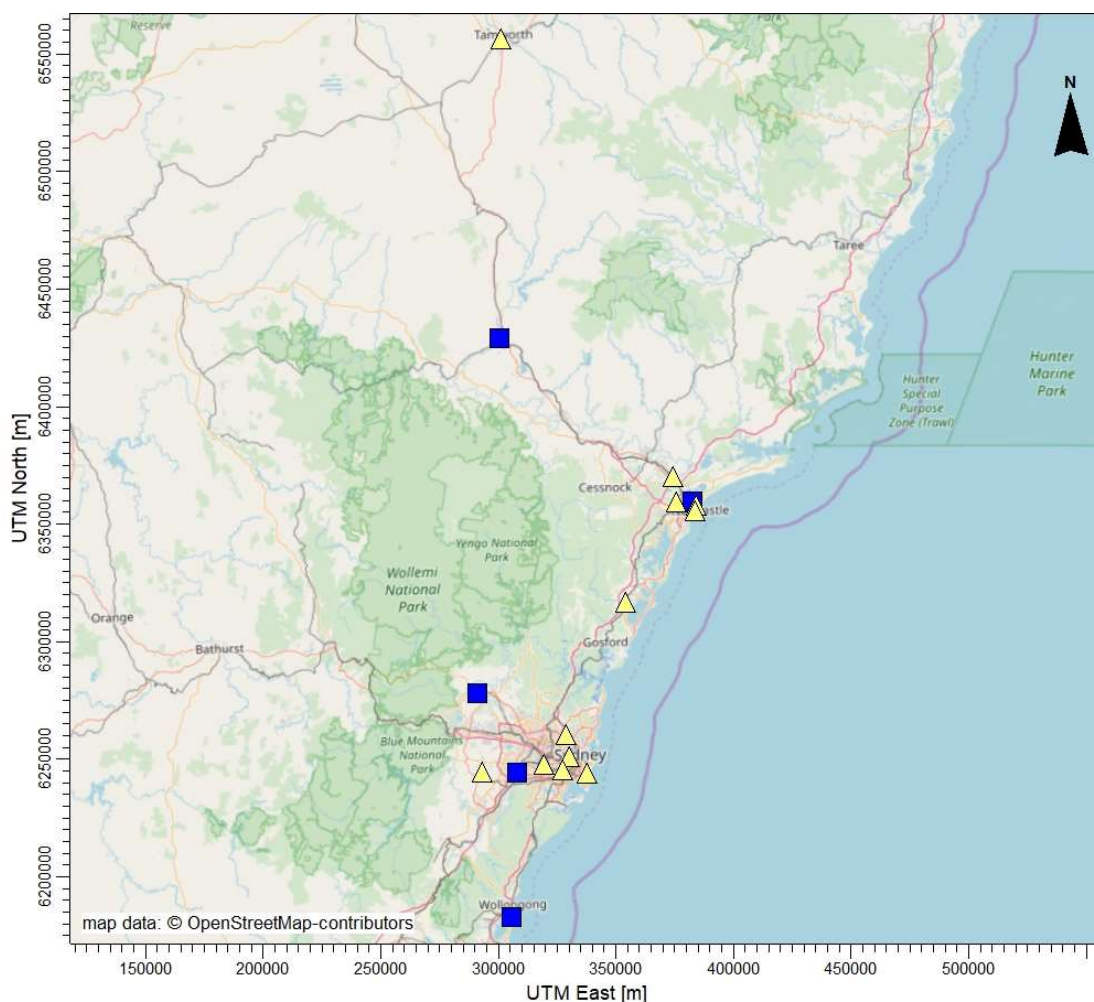 Reserve
Tamworth
Park
N
Taree
Hunter
Marine
Park
Hunter
Special
Purpose
Zone (Trawl)
Cessnock
Yengo National
Park
Wollemi
National
Park
Orange
Bathurst
Gosford
Blue Mountains
National
Park
Sydney
Wollongong
map data: © OpenStreetMap-contributors
UTM North [m]
6550000
6500000
6450000
6400000
6350000
6300000
6250000
6200000
150000 200000 250000 300000 350000 400000 450000 500000
UTM East [m]